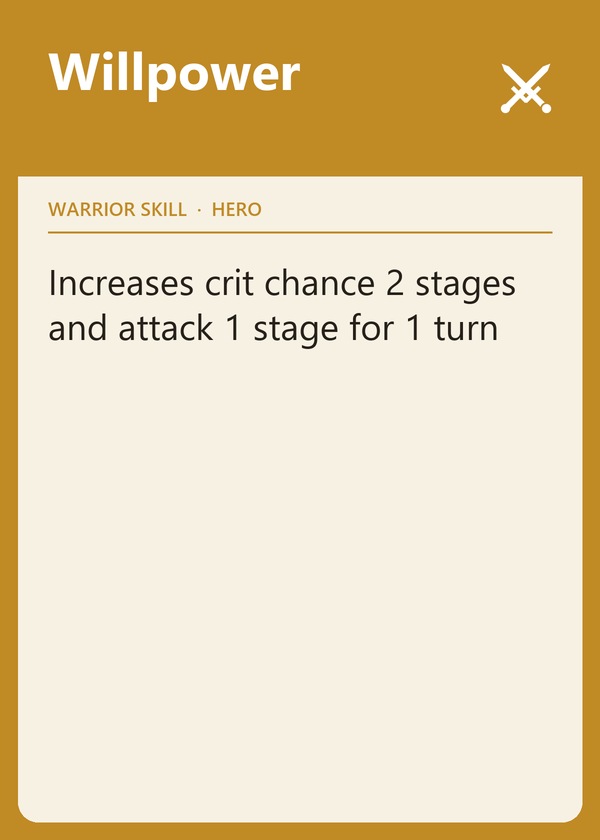 Willpower
WARRIOR SKILL · HERO
Increases crit chance 2 stages
and attack 1 stage for 1 turn